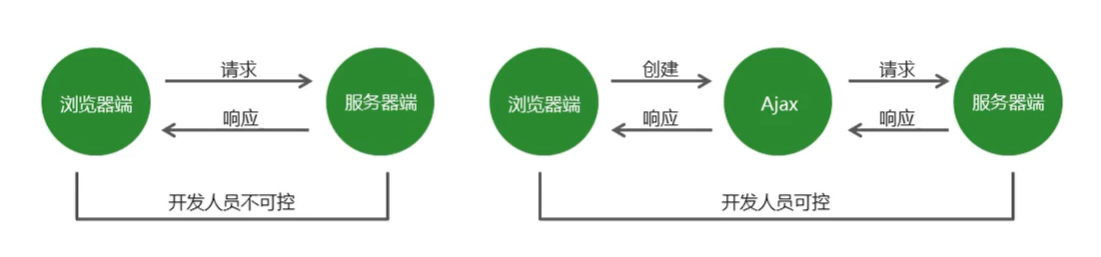 浏览器端
请求
响应
服务器端
开发人员不可控
浏览器端
创建
响应
Ajax
请求
响应
服务器端
开发人员可控